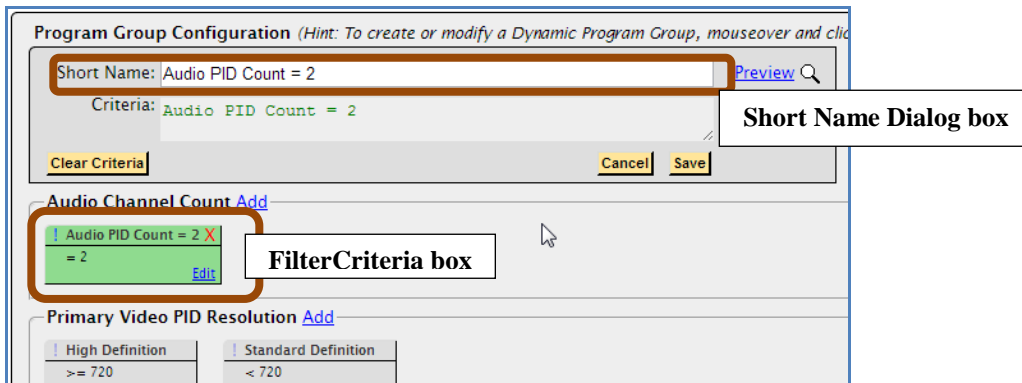 Program Group Configuration (Hint: To create or modify a Dynamic Program Group, mouseover and clic
Short Name: Audio PID Count = 2 Preview
Criteria: Audio PID Count = 2
Short Name Dialog box
Clear Criteria Cancel Save
Audio Channel Count Add
! Audio PID Count = 2 X
= 2
Edit
FilterCriteria box
Primary Video PID Resolution Add
! High Definition ! Standard Definition
>= 720 < 720